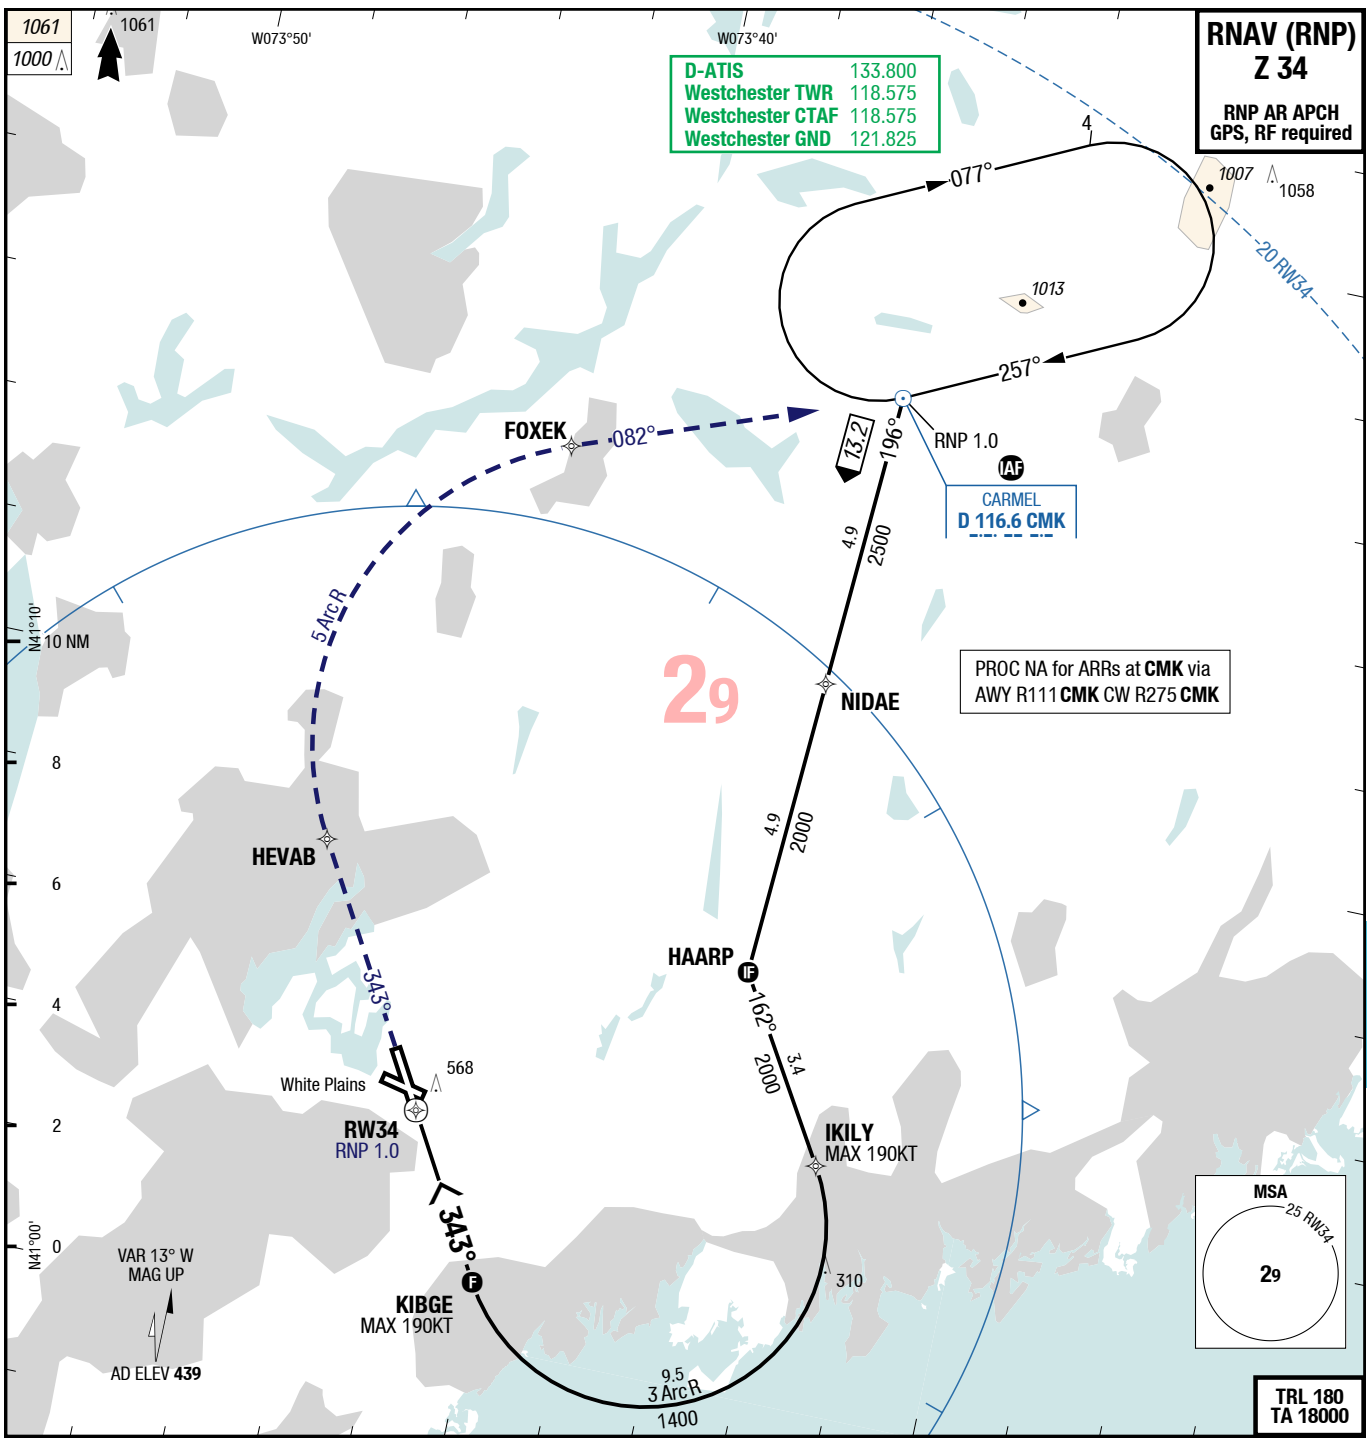 1061
1000
1061
W073°50'
W073°40'
RNAV (RNP)
Z 34
RNP AR APCH
GPS, RF required
D-ATIS 133.800
Westchester TWR 118.575
Westchester CTAF 118.575
Westchester GND 121.825
4
077°
1007
1058
20 RW34
1013
257°
FOXEK
082°
13.2
196°
RNP 1.0
IAF
CARMEL
D 116.6 CMK
4.9
2500
5 Arc R
N41°10'
10 NM
29
NIDAE
PROC NA for ARRs at CMK via
AWY R111 CMK CW R275 CMK
8
4.9
2000
HEVAB
6
HAARP
IF
343°
162°
4
3.4
2000
568
White Plains
RW34
RNP 1.0
2
IKILY
MAX 190KT
MSA
25 RW34
29
N41°00'
0
343°
VAR 13° W
MAG UP
F
310
KIBGE
MAX 190KT
AD ELEV 439
9.5
3 Arc R
1400
TRL 180
TA 18000